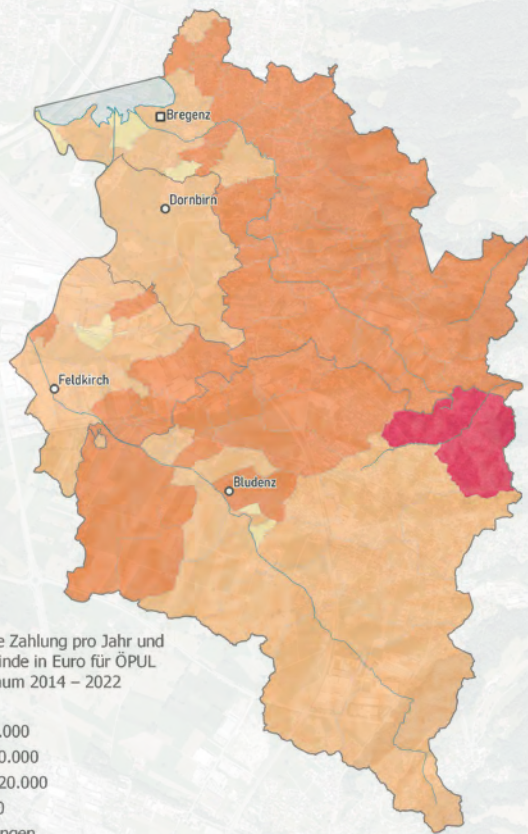 Bregenz
Dornbirn
Feldkirch
Bludenz
e Zahlung pro Jahr und
inde in Euro für ÖPUL
um 2014 – 2022
.000
0.000
20.000
0
ngen